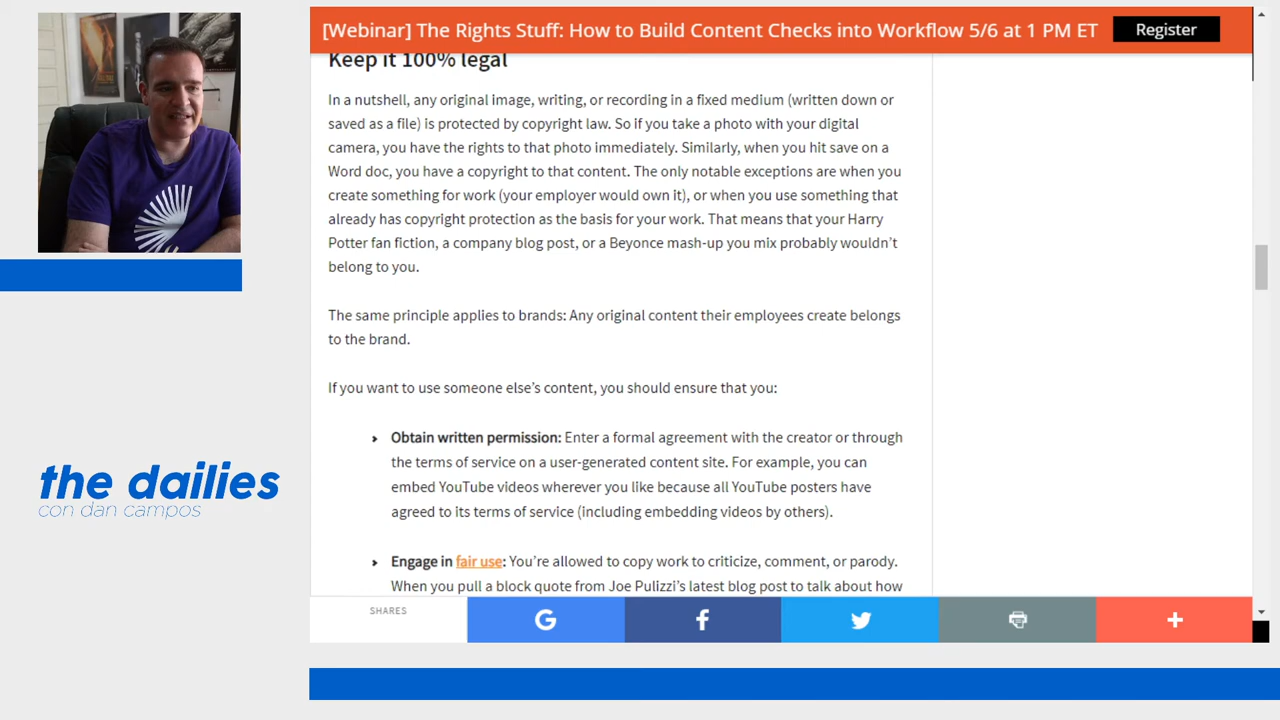 [Webinar] The Rights Stuff: How to Build Content Checks into Workflow 5/6 at 1 PM ET
Register
Keep it 100% legal
In a nutshell, any original image, writing, or recording in a fixed medium (written down or
saved as a file) is protected by copyright law. So if you take a photo with your digital
camera, you have the rights to that photo immediately. Similarly, when you hit save on a
Word doc, you have a copyright to that content. The only notable exceptions are when you
create something for work (your employer would own it), or when you use something that
already has copyright protection as the basis for your work. That means that your Harry
Potter fan fiction, a company blog post, or a Beyonce mash-up you mix probably wouldn’t
belong to you.
The same principle applies to brands: Any original content their employees create belongs
to the brand.
If you want to use someone else’s content, you should ensure that you:
Obtain written permission: Enter a formal agreement with the creator or through
the terms of service on a user-generated content site. For example, you can
embed YouTube videos wherever you like because all YouTube posters have
agreed to its terms of service (including embedding videos by others).
Engage in fair use: You’re allowed to copy work to criticize, comment, or parody.
When you pull a block quote from Joe Pulizzi’s latest blog post to talk about how
SHARES
the dailies
con dan campos